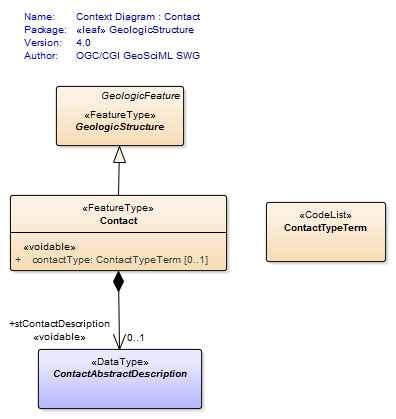 Name: Context Diagram : Contact
Package: «leaf» GeologicStructure
Version: 4.0
Author: OGC/CGI GeoSciML SWG
GeologicFeature
«FeatureType»
GeologicStructure
«FeatureType»
Contact
«voidable»
+ contactType: ContactTypeTerm [0..1]
«CodeList»
ContactTypeTerm
+stContactDescription
«voidable» 0..1
«DataType»
ContactAbstractDescription